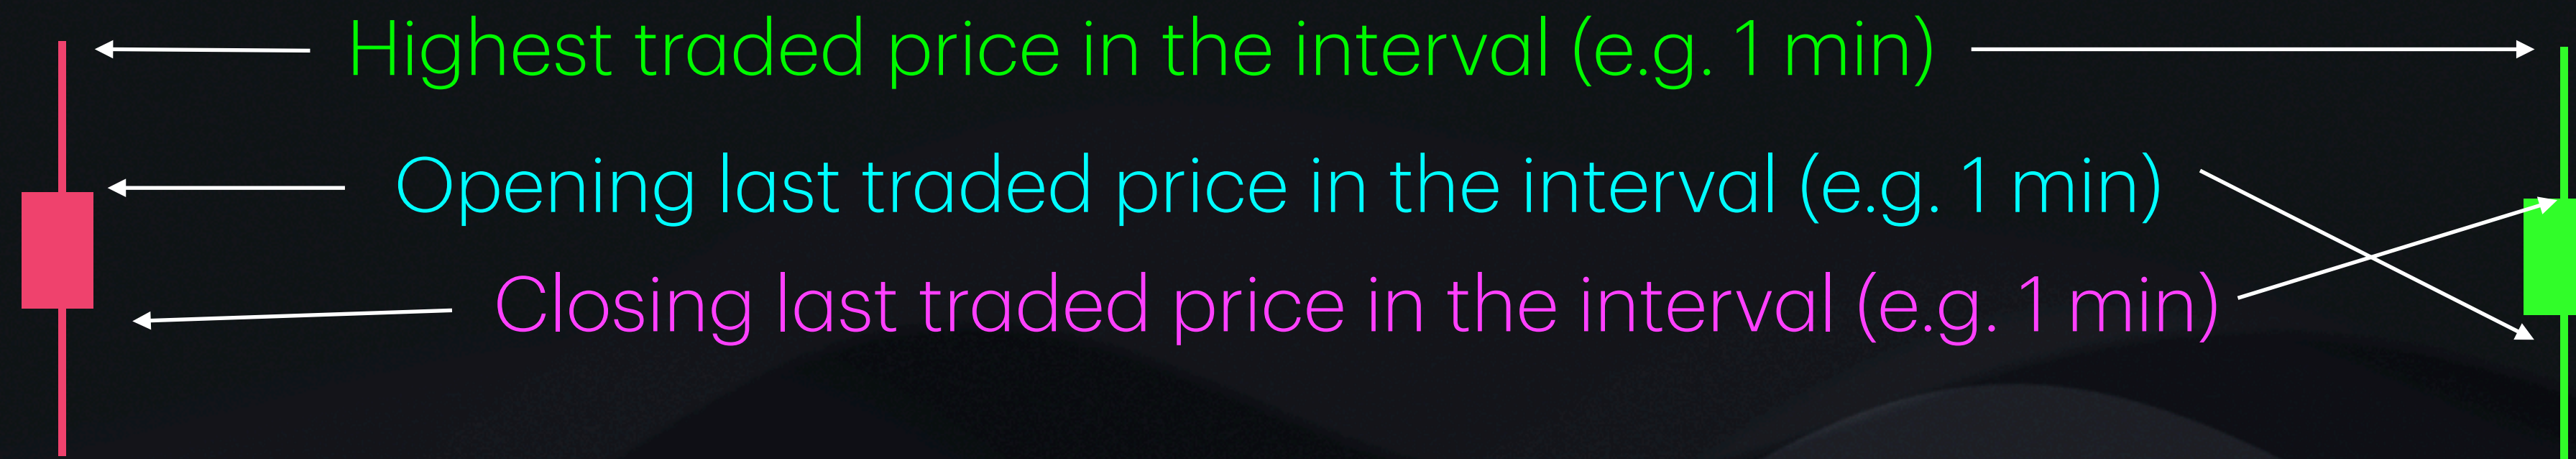 Highest traded price in the interval (e.g. 1 min)
Opening last traded price in the interval (e.g. 1 min)
Closing last traded price in the interval (e.g. 1 min)